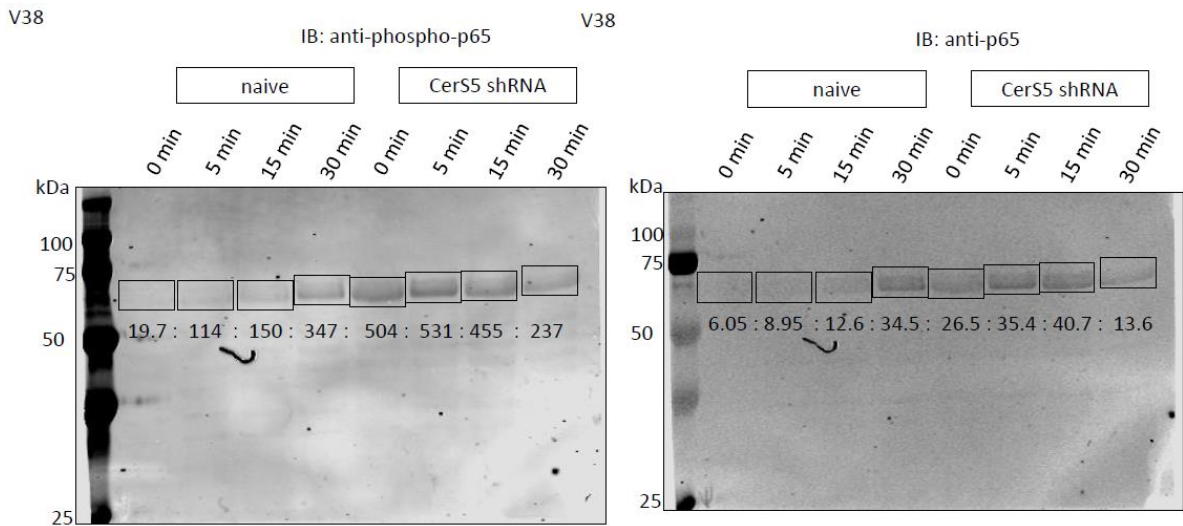 V38
IB: anti-phospho-p65
naive
CerS5 shRNA
0 min
5 min
15 min
30 min
0 min
5 min
15 min
30 min
kDa
100
75
50
25
19.7 : 114 : 150 : 347 : 504 : 531 : 455 : 237
V38
IB: anti-p65
naive
CerS5 shRNA
0 min
5 min
15 min
30 min
0 min
5 min
15 min
30 min
kDa
100
75
50
25
6.05 : 8.95 : 12.6 : 34.5 : 26.5 : 35.4 : 40.7 : 13.6